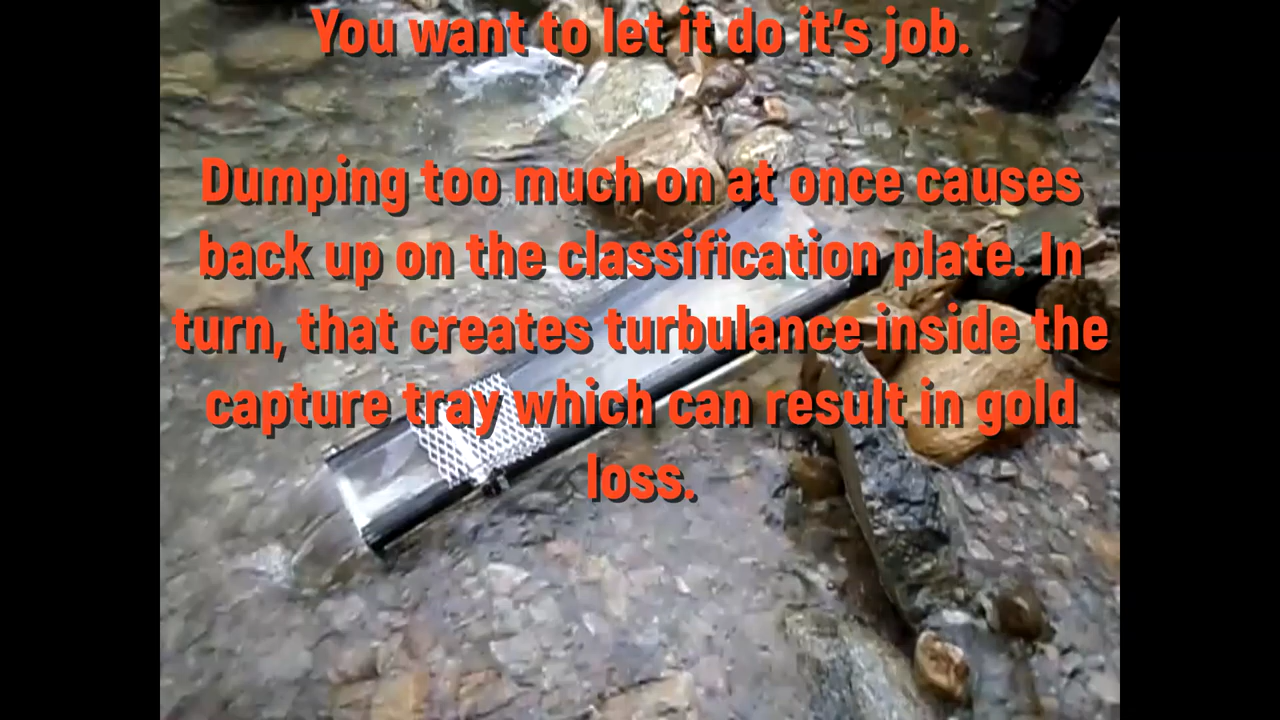 You want to let it do it's job.
Dumping too much on at once causes
back up on the classification plate. In
turn, that creates turbulance inside the
capture tray which can result in gold
loss.